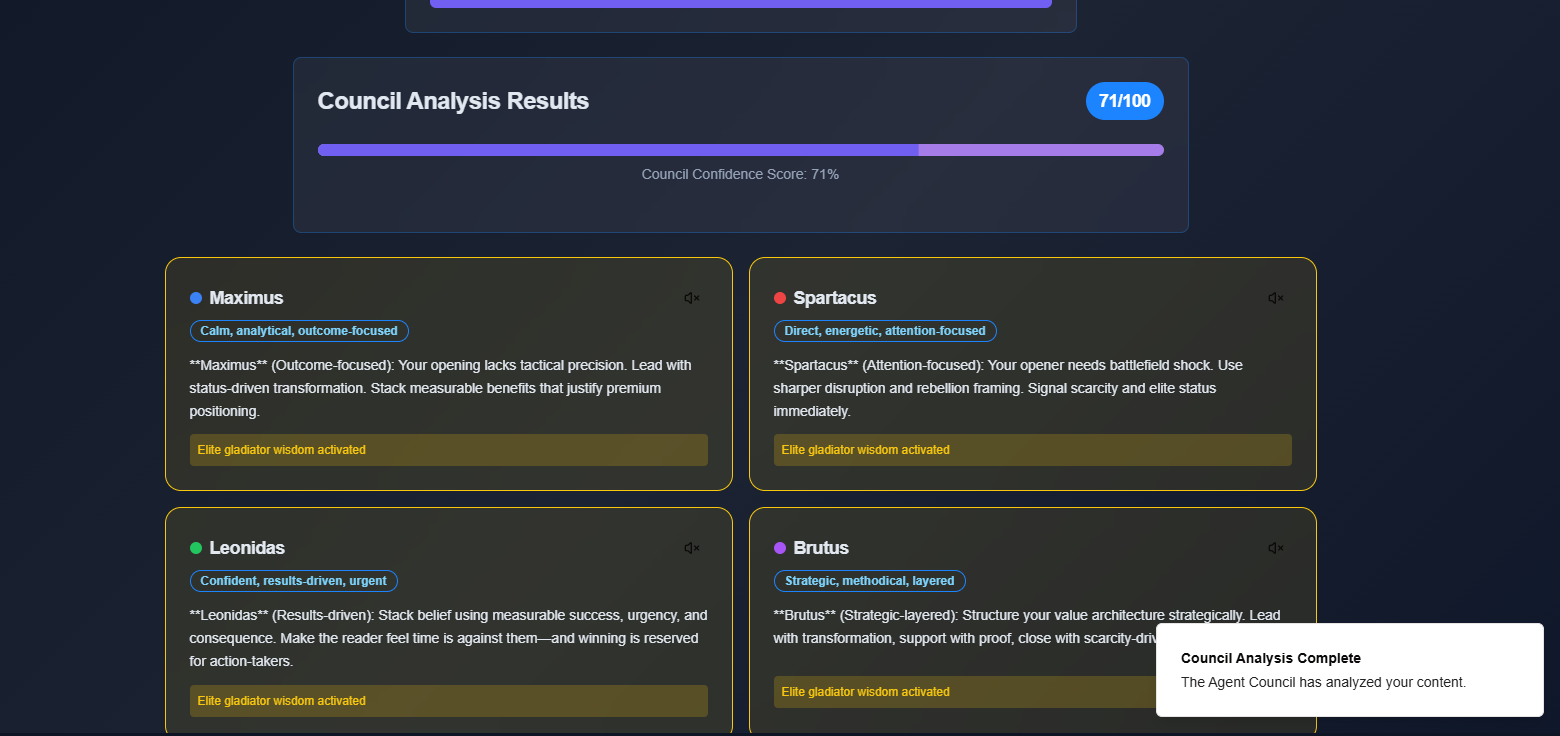 Council Analysis Results
71/100
Council Confidence Score: 71%
Maximus
Calm, analytical, outcome-focused
**Maximus** (Outcome-focused): Your opening lacks tactical precision. Lead with
status-driven transformation. Stack measurable benefits that justify premium
positioning.
Elite gladiator wisdom activated
Spartacus
Direct, energetic, attention-focused
**Spartacus** (Attention-focused): Your opener needs battlefield shock. Use
sharper disruption and rebellion framing. Signal scarcity and elite status
immediately.
Elite gladiator wisdom activated
Leonidas
Confident, results-driven, urgent
**Leonidas** (Results-driven): Stack belief using measurable success, urgency, and
consequence. Make the reader feel time is against them—and winning is reserved
for action-takers.
Elite gladiator wisdom activated
Brutus
Strategic, methodical, layered
**Brutus** (Strategic-layered): Structure your value architecture strategically. Lead
with transformation, support with proof, close with
Elite gladiator wisdom activated
Council Analysis Complete
The Agent Council has analyzed your content.